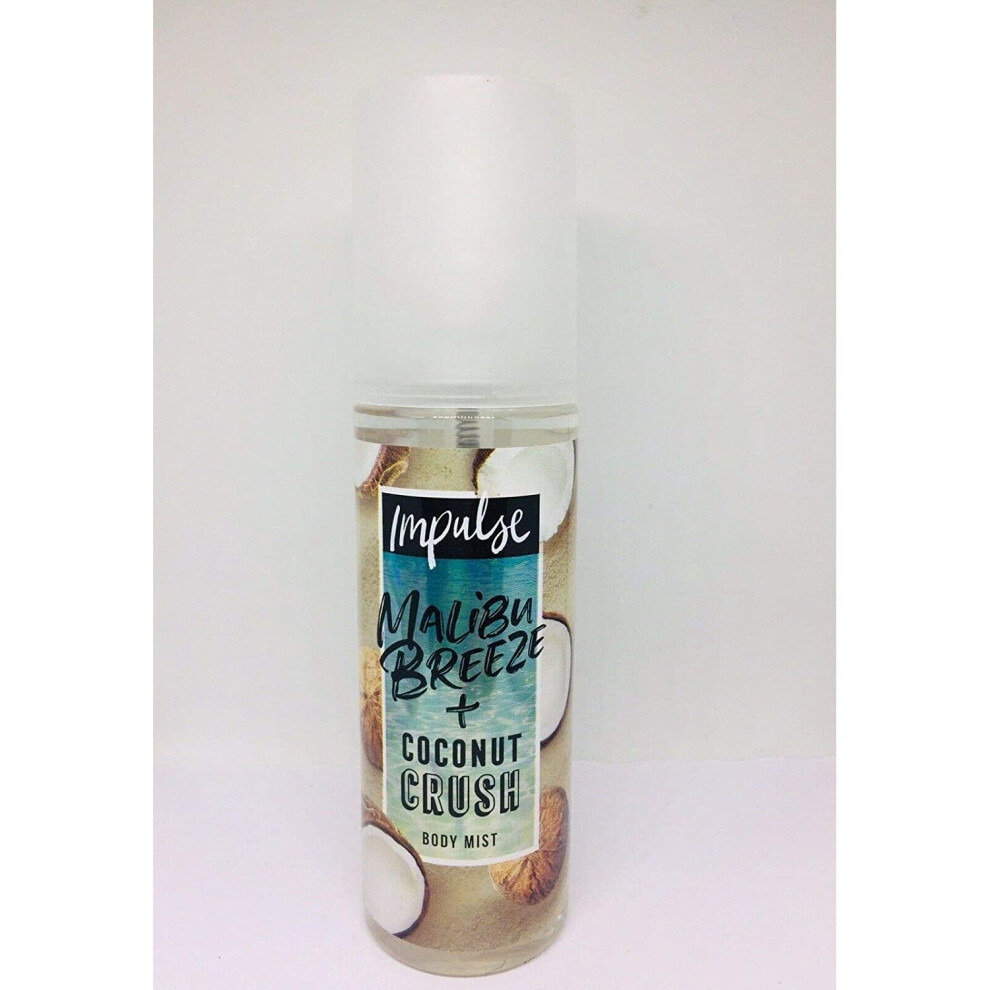 Impulse
MALiBU
BREEZE
+
COCONUT
CRUSH
BODY MIST